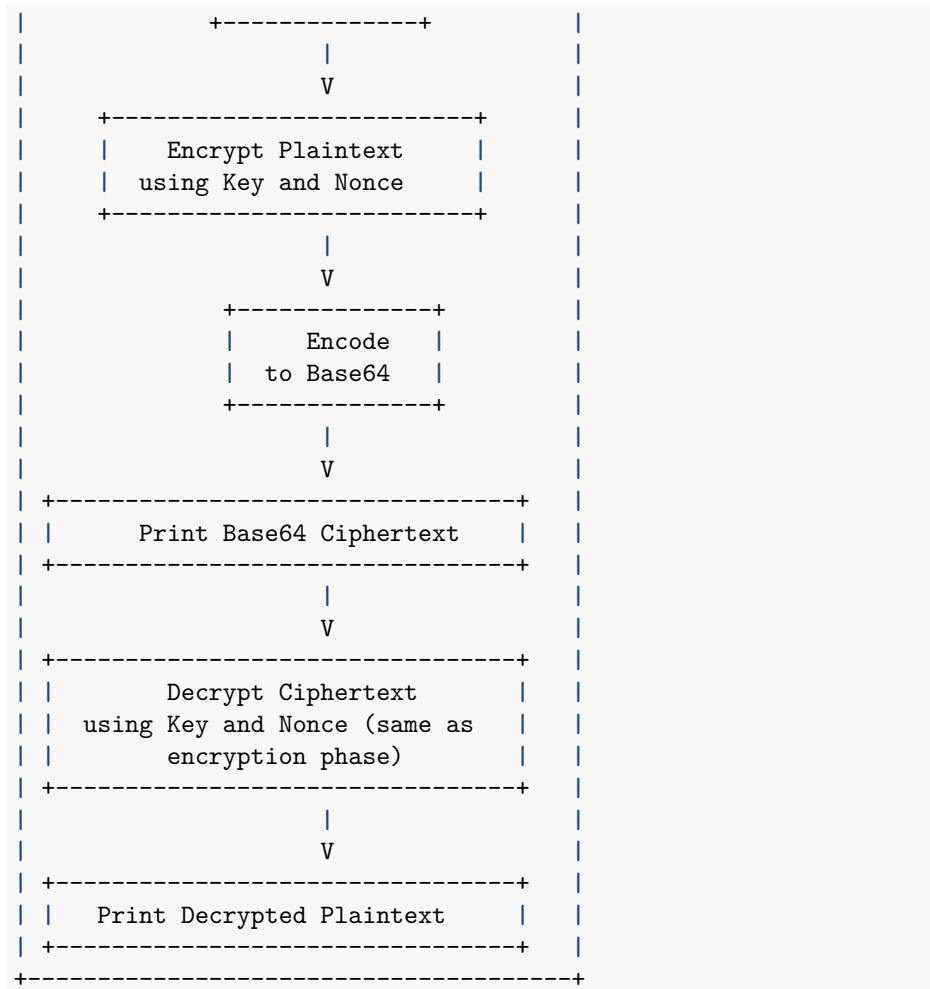 |             +--------------+          |
|                     |                 |
|                     V                 |
|     +--------------------------+      |
|     |    Encrypt Plaintext     |      |
|     |  using Key and Nonce     |      |
|     +--------------------------+      |
|                     |                 |
|                     V                 |
|              +--------------+         |
|              |     Encode   |         |
|              |  to Base64   |         |
|              +--------------+         |
|                     |                 |
|                     V                 |
| +---------------------------------+   |
| |      Print Base64 Ciphertext    |   |
| +---------------------------------+   |
|                     |                 |
|                     V                 |
| +---------------------------------+   |
| |        Decrypt Ciphertext       |   |
| |  using Key and Nonce (same as   |   |
| |        encryption phase)        |   |
| +---------------------------------+   |
|                     |                 |
|                     V                 |
| +---------------------------------+   |
| |   Print Decrypted Plaintext     |   |
| +---------------------------------+   |
+---------------------------------------+